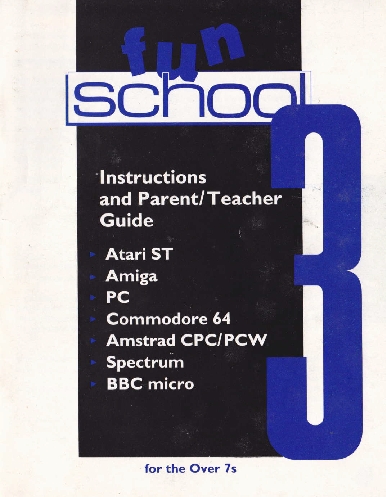 fun
school
3
Instructions
and Parent/Teacher
Guide
Atari ST
Amiga
PC
Commodore 64
Amstrad CPC/PCW
Spectrum
BBC micro
for the Over 7s